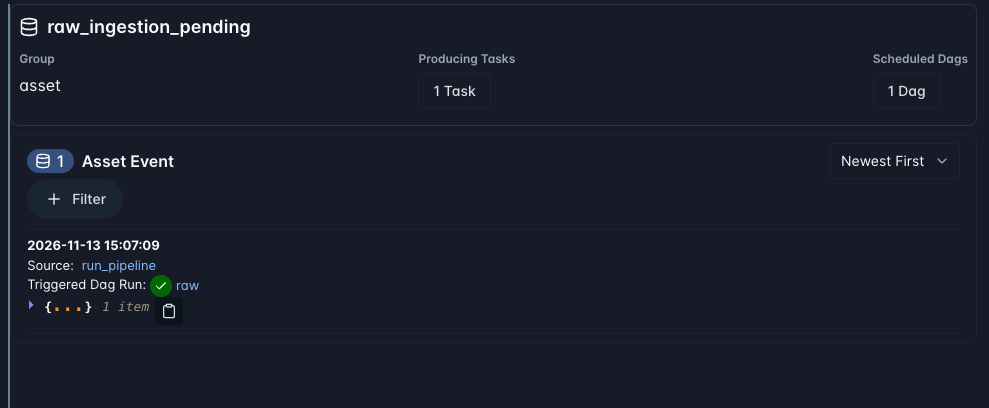 raw_ingestion_pending
Group
Producing Tasks
Scheduled Dags
asset
1 Task
1 Dag
1 Asset Event
Newest First
+ Filter
2026-11-13 15:07:09
Source: run_pipeline
Triggered Dag Run: raw
{...} 1 item